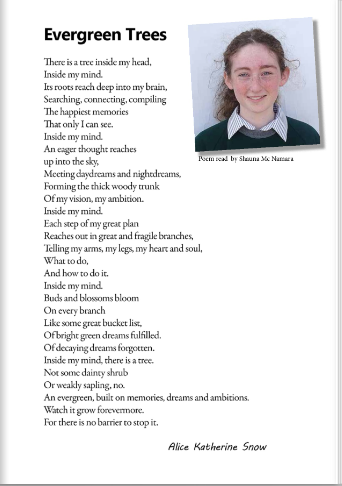 Evergreen Trees
There is a tree inside my head,
Inside my mind.
Its roots reach deep into my brain,
Searching, connecting, compiling
The happiest memories
That only I can see.
Inside my mind.
An eager thought reaches
up into the sky,
Meeting daydreams and nightdreams,
Forming the thick woody trunk
Of my vision, my ambition.
Inside my mind.
Each step of my great plan
Reaches out in great and fragile branches,
Telling my arms, my legs, my heart and soul,
What to do,
And how to do it.
Inside my mind.
Buds and blossoms bloom
On every branch
Like some great bucket list,
Of bright green dreams fulfilled.
Of decaying dreams forgotten.
Inside my mind, there is a tree.
Not some dainty shrub
Or weakly sapling, no.
An evergreen, built on memories, dreams and ambitions.
Watch it grow forevermore.
For there is no barrier to stop it.
Poem read by Shauna Mc Namara
Alice Katherine Snow